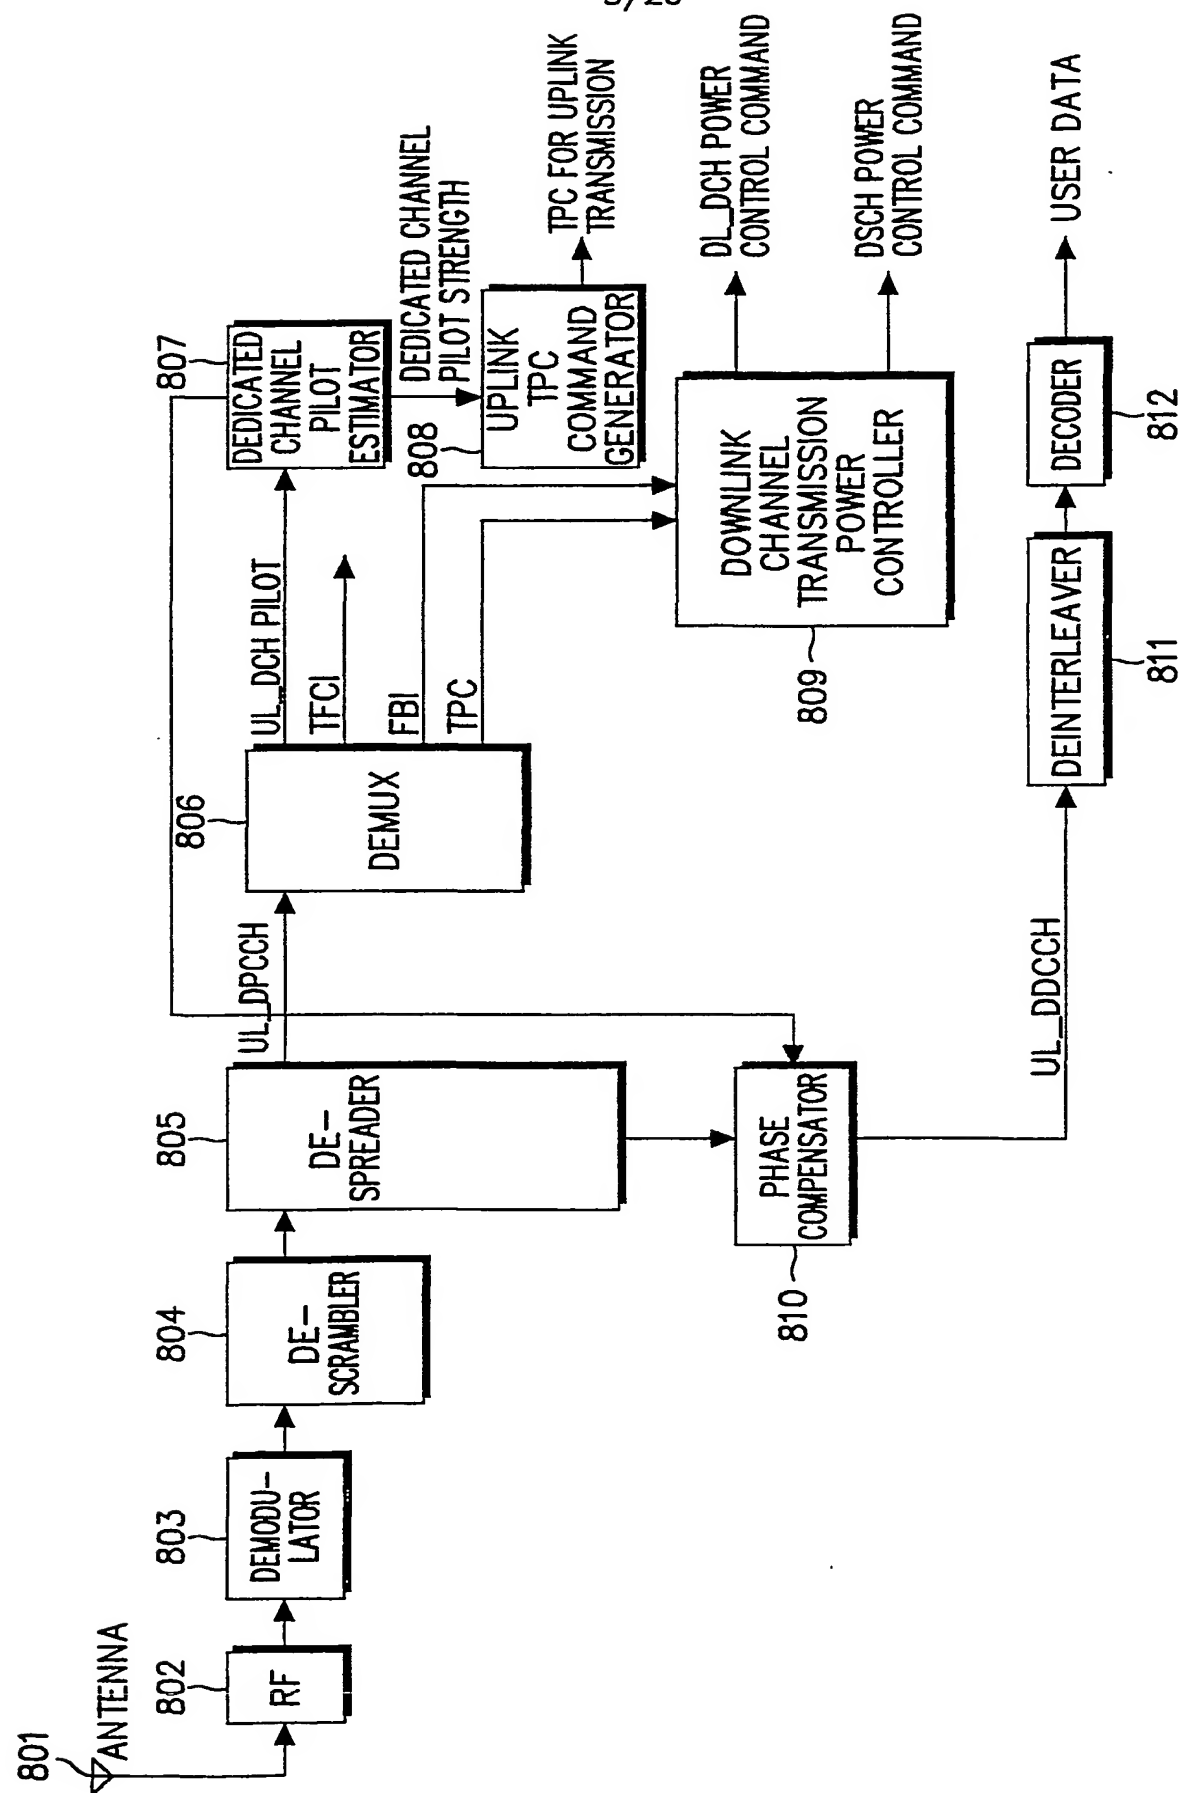 801
ANTENNA
802
RF
803
DEMODU-
LATOR
804
DE-
SCRAMBLER
805
DE-
SPREADER
UL_DPCCH
806
DEMUX
UL_DCH PILOT
TFCI
FBI
TPC
807
DEDICATED
CHANNEL
PILOT
ESTIMATOR
DEDICATED CHANNEL
PILOT STRENGTH
808
UPLINK
TPC
COMMAND
GENERATOR
TPC FOR UPLINK
TRANSMISSION
809
DOWNLINK
CHANNEL
TRANSMISSION
POWER
CONTROLLER
DL_DCH POWER
CONTROL COMMAND
DSCH POWER
CONTROL COMMAND
810
PHASE
COMPENSATOR
UL_DDCCH
811
DEINTERLEAVER
812
DECODER
USER DATA